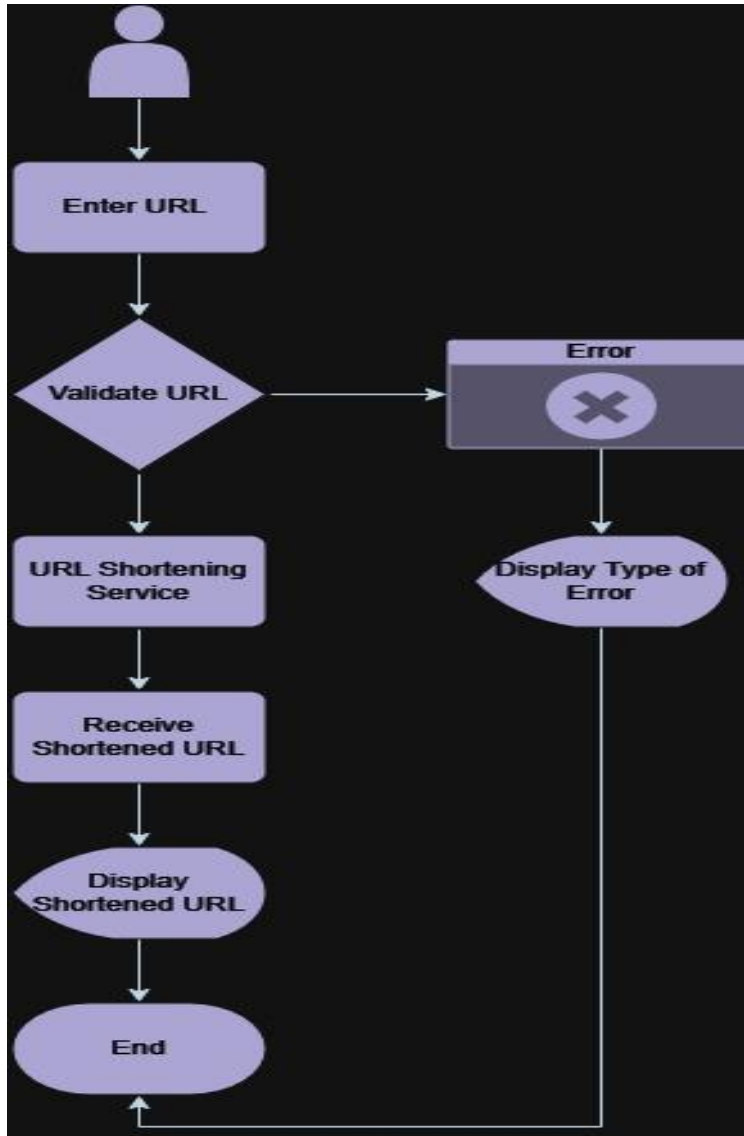 Enter URL
Validate URL
Error
URL Shortening
Service
Display Type of
Error
Receive
Shortened URL
Display
Shortened URL
End